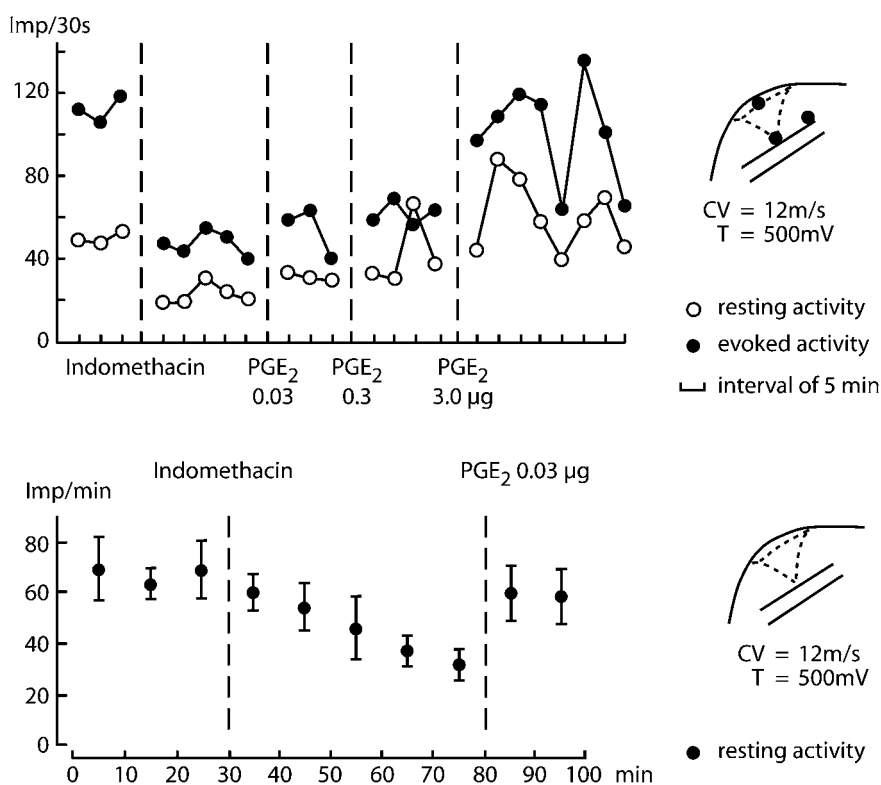 Imp/30s
120
80
40
0
Indomethacin
PGE₂
0.03
PGE₂
0.3
PGE₂
3.0 µg
CV = 12m/s
T = 500mV
resting activity
evoked activity
interval of 5 min
Indomethacin
PGE₂ 0.03 µg
Imp/min
80
60
40
20
0
0 10 20 30 40 50 60 70 80 90 100 min
CV = 12m/s
T = 500mV
resting activity